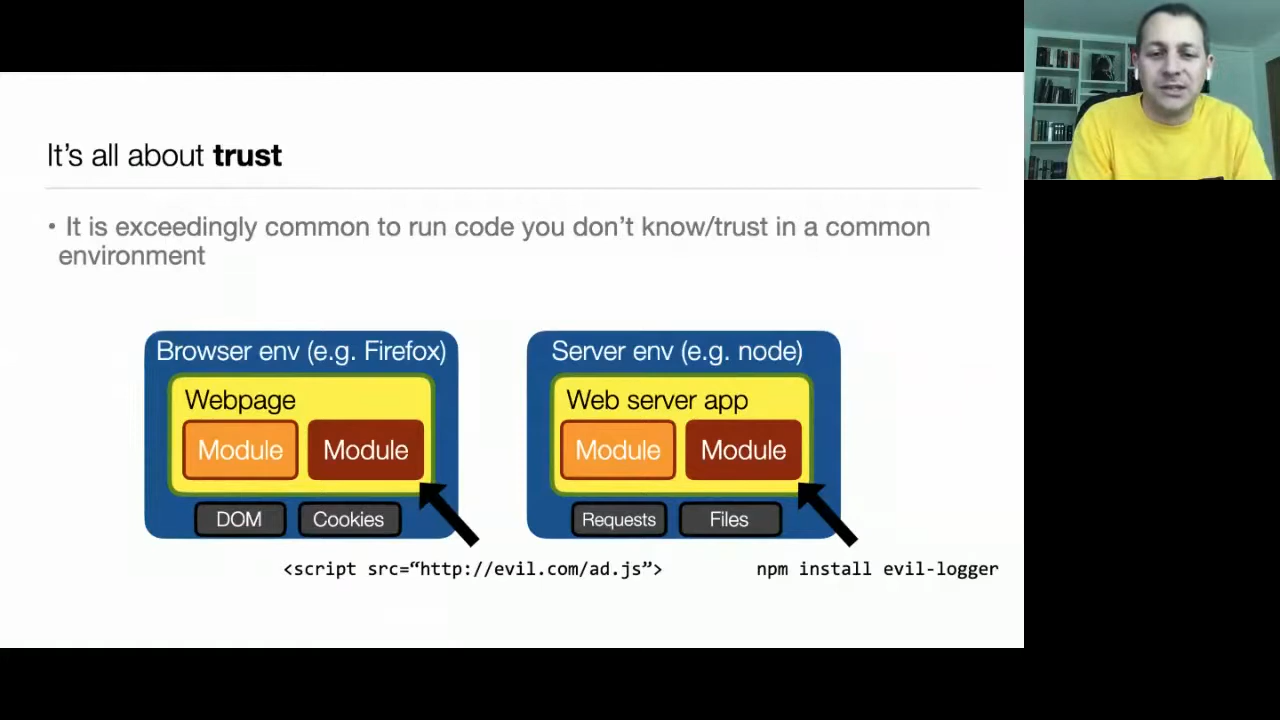 It's all about trust
• It is exceedingly common to run code you don't know/trust in a common
environment
Browser env (e.g. Firefox)
Webpage
Module
Module
DOM
Cookies
<script src=“http://evil.com/ad.js”>
Server env (e.g. node)
Web server app
Module
Module
Requests
Files
npm install evil-logger